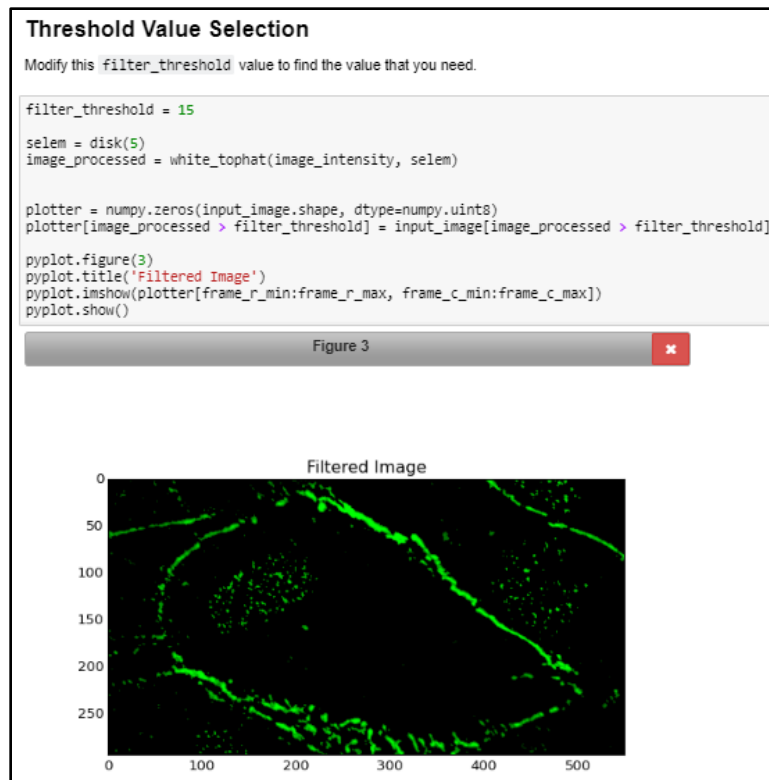 Threshold Value Selection
Modify this filter_threshold value to find the value that you need.
filter_threshold = 15
selem = disk(5)
image_processed = white_tophat(image_intensity, selem)
plotter = numpy.zeros(input_image.shape, dtype=numpy.uint8)
plotter[image_processed > filter_threshold] = input_image[image_processed > filter_threshold]
pyplot.figure(3)
pyplot.title('Filtered Image')
pyplot.imshow(plotter[frame_r_min:frame_r_max, frame_c_min:frame_c_max])
pyplot.show()
Figure 3
Filtered Image
0
50
100
150
200
250
0 100 200 300 400 500